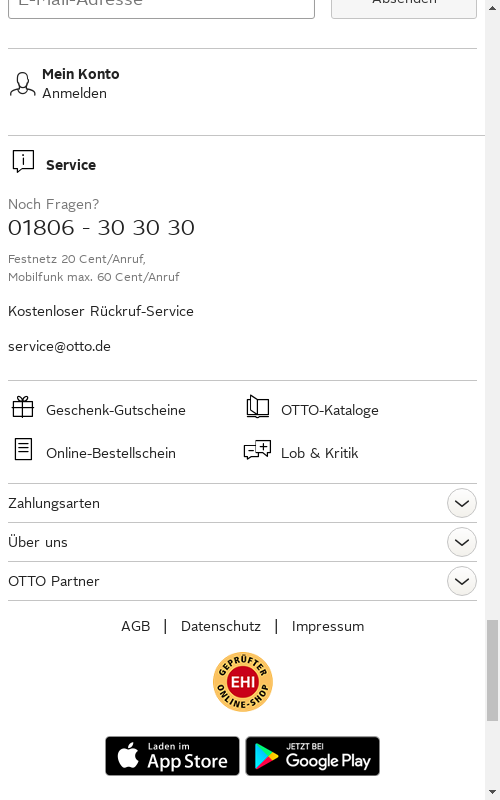 E-Mail-Adresse
Absenden
Mein Konto
Anmelden
Service
Noch Fragen?
01806 - 30 30 30
Festnetz 20 Cent/Anruf,
Mobilfunk max. 60 Cent/Anruf
Kostenloser Rückruf-Service
service@otto.de
Geschenk-Gutscheine
OTTO-Kataloge
Online-Bestellschein
Lob & Kritik
Zahlungsarten
Über uns
OTTO Partner
AGB | Datenschutz | Impressum
GEPRÜFTER
EHI
ONLINE-SHOP
Laden im
App Store
JETZT BEI
Google Play